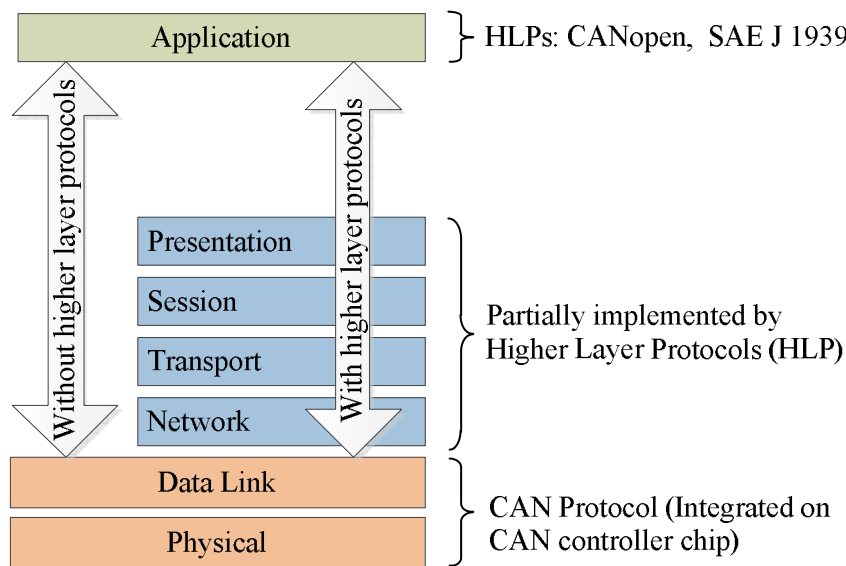 Application
HLPs: CANopen, SAE J 1939
Without higher layer protocols
With higher layer protocols
Presentation
Session
Transport
Network
Partially implemented by
Higher Layer Protocols (HLP)
Data Link
Physical
CAN Protocol (Integrated on
CAN controller chip)